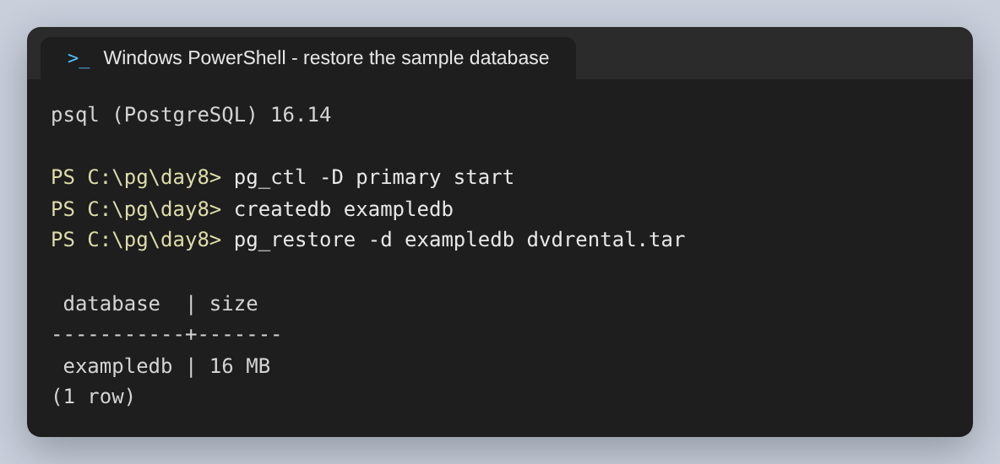 >_ Windows PowerShell - restore the sample database
psql (PostgreSQL) 16.14
PS C:\pg\day8> pg_ctl -D primary start
PS C:\pg\day8> createdb exampledb
PS C:\pg\day8> pg_restore -d exampledb dvdrental.tar
 database  | size
-----------+-------
 exampledb | 16 MB
(1 row)